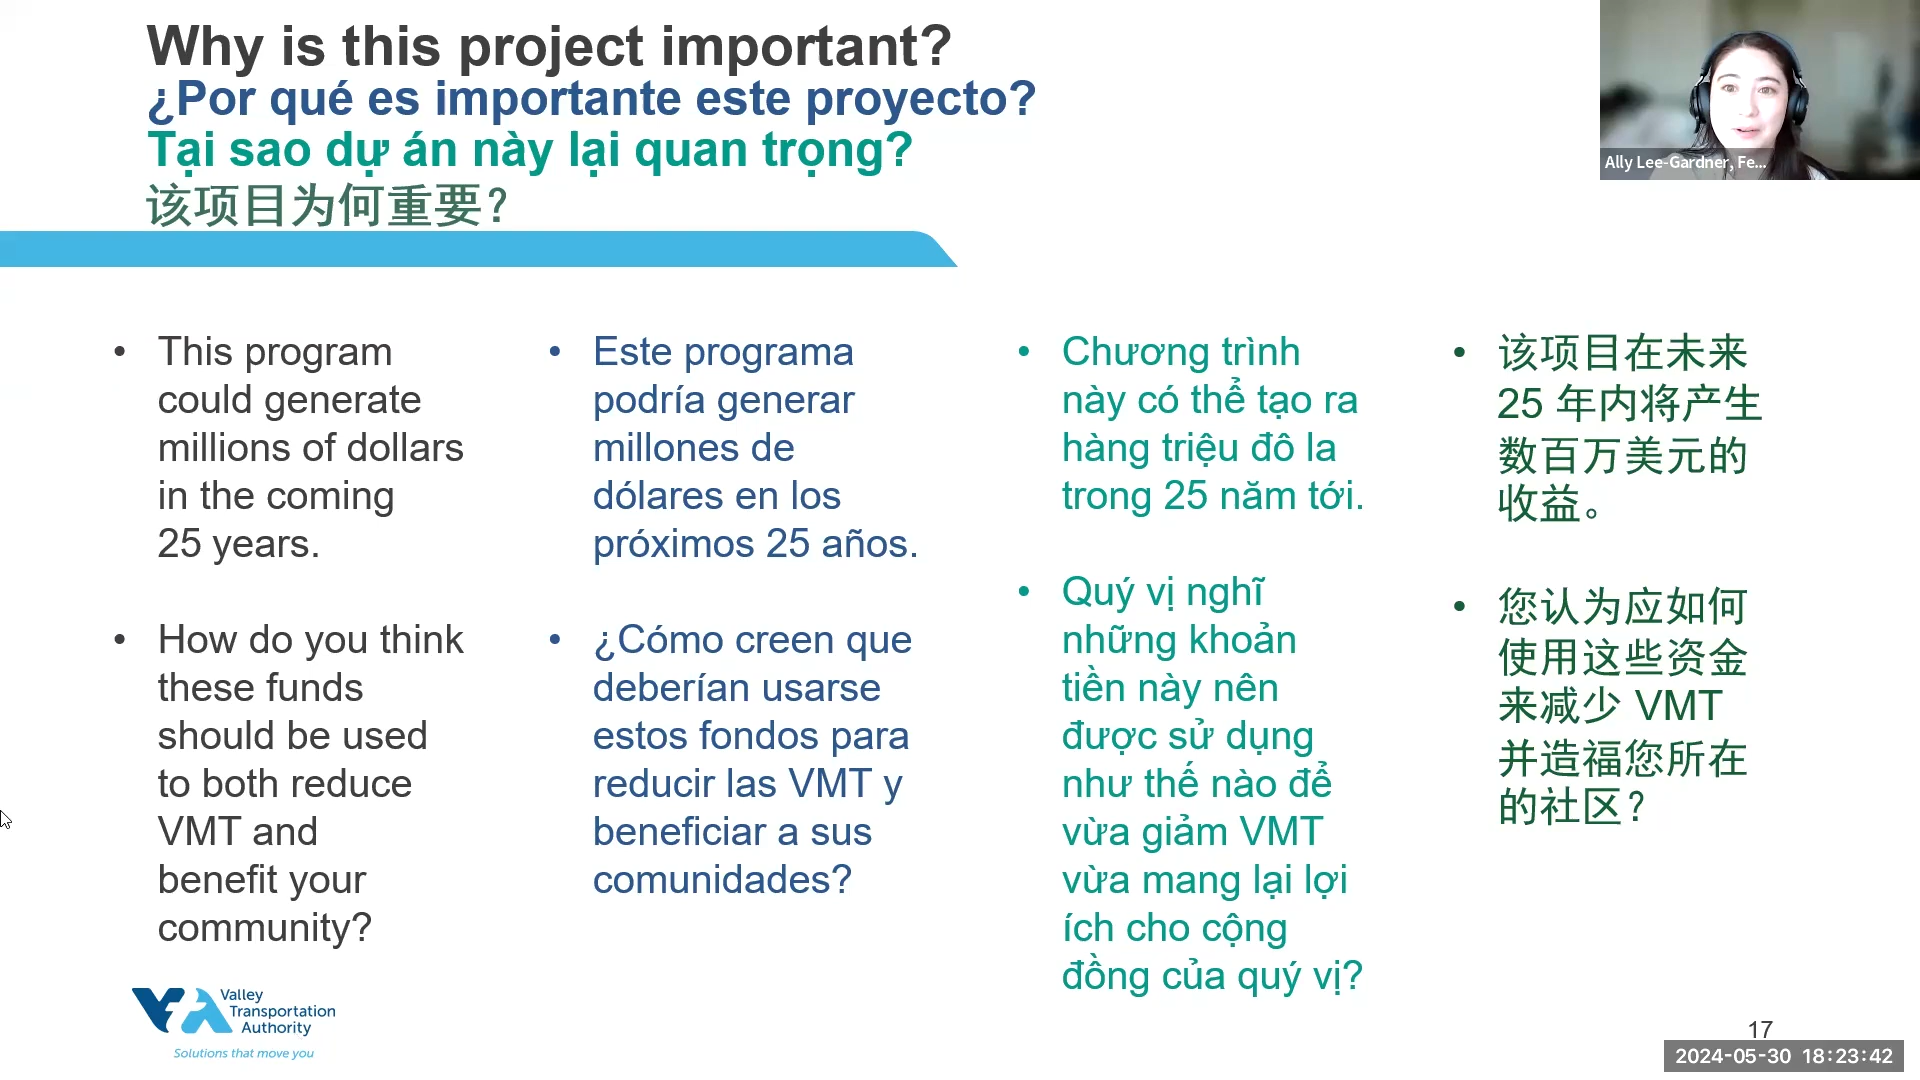 Why is this project important?
¿Por qué es importante este proyecto?
Tại sao dự án này lại quan trọng?
该项目为何重要?
Ally Lee-Gardner, Fe...
• This program
could generate
millions of dollars
in the coming
25 years.
• How do you think
these funds
should be used
to both reduce
VMT and
benefit your
community?
• Este programa
podría generar
millones de
dólares en los
próximos 25 años.
• ¿Cómo creen que
deberían usarse
estos fondos para
reducir las VMT y
beneficiar a sus
comunidades?
• Chương trình
này có thể tạo ra
hàng triệu đô la
trong 25 năm tới.
• Quý vị nghĩ
những khoản
tiền này nên
được sử dụng
như thế nào để
vừa giảm VMT
vừa mang lại lợi
ích cho cộng
đồng của quý vị?
• 该项目在未来
25 年内将产生
数百万美元的
收益。
• 您认为应如何
使用这些资金
来减少 VMT
并造福您所在
的社区?
VTA
Valley
Transportation
Authority
Solutions that move you
17
2024-05-30 18:23:42